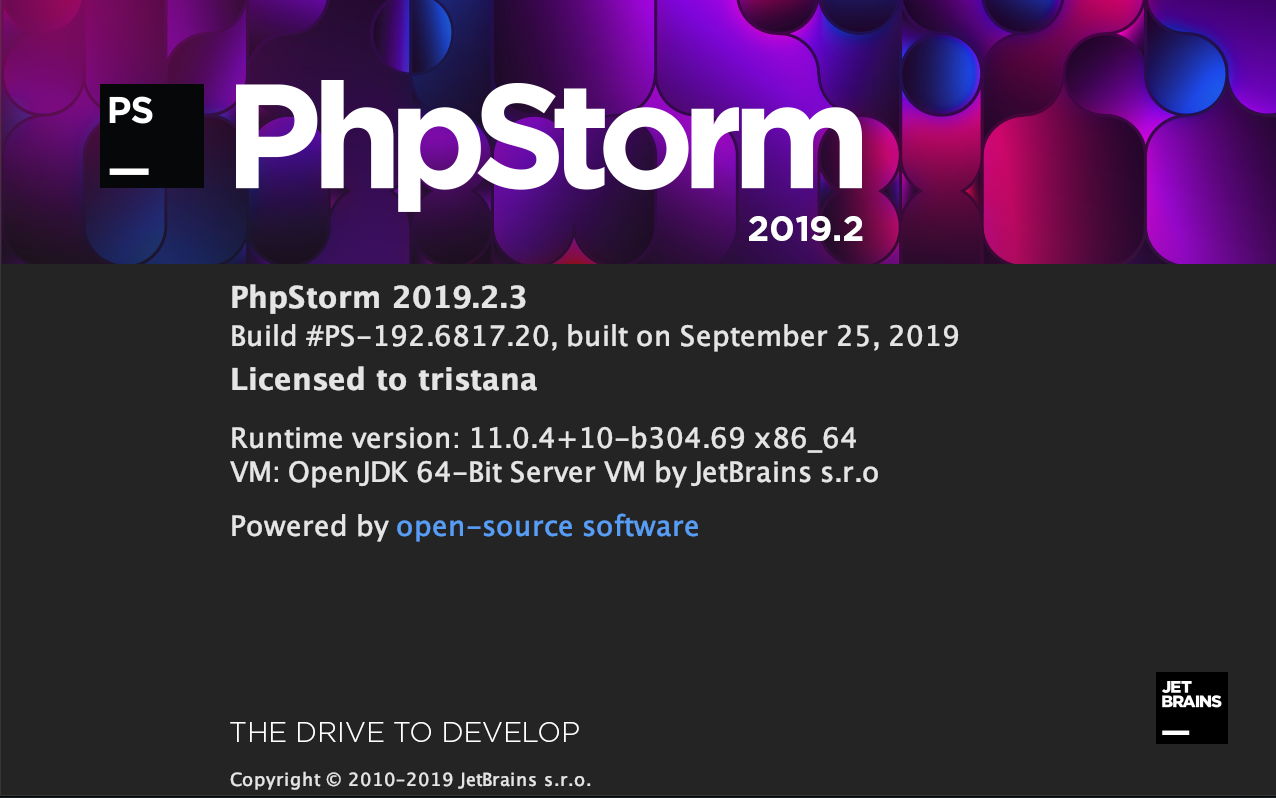 PS
PhpStorm
2019.2
PhpStorm 2019.2.3
Build #PS-192.6817.20, built on September 25, 2019
Licensed to tristana
Runtime version: 11.0.4+10-b304.69 x86_64
VM: OpenJDK 64-Bit Server VM by JetBrains s.r.o
Powered by open-source software
JET
BRAINS
THE DRIVE TO DEVELOP
Copyright © 2010-2019 JetBrains s.r.o.